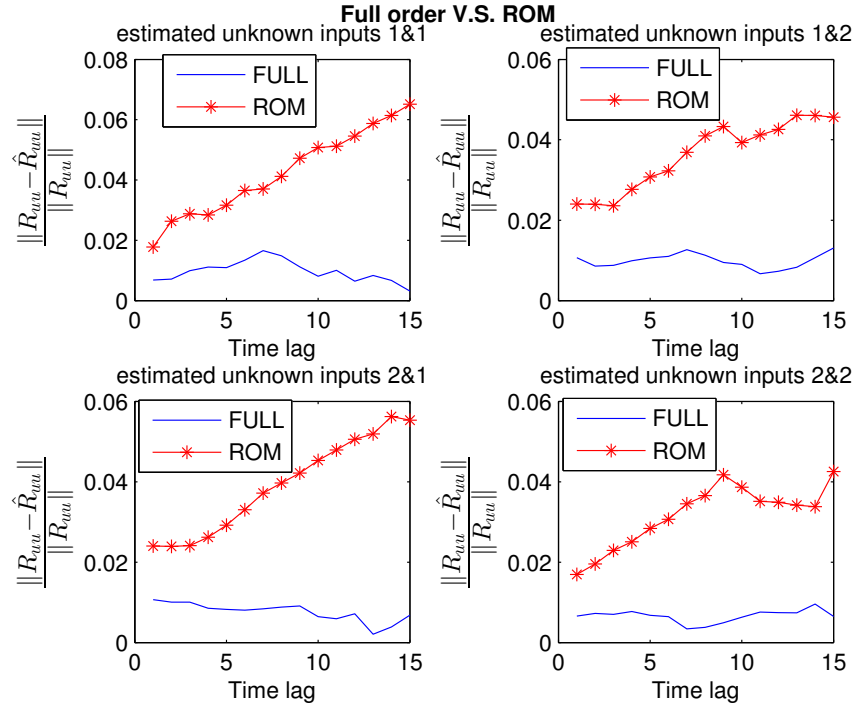 Full order V.S. ROM
estimated unknown inputs 1&1
FULL
ROM
0.08
0.06
0.04
0.02
0
0
5
10
15
Time lag
‖R_uu−R̂_uu‖
‖R_uu‖
estimated unknown inputs 1&2
FULL
ROM
0.06
0.04
0.02
0
0
5
10
15
Time lag
‖R_uu−R̂_uu‖
‖R_uu‖
estimated unknown inputs 2&1
FULL
ROM
0.06
0.04
0.02
0
0
5
10
15
Time lag
‖R_uu−R̂_uu‖
‖R_uu‖
estimated unknown inputs 2&2
FULL
ROM
0.06
0.04
0.02
0
0
5
10
15
Time lag
‖R_uu−R̂_uu‖
‖R_uu‖